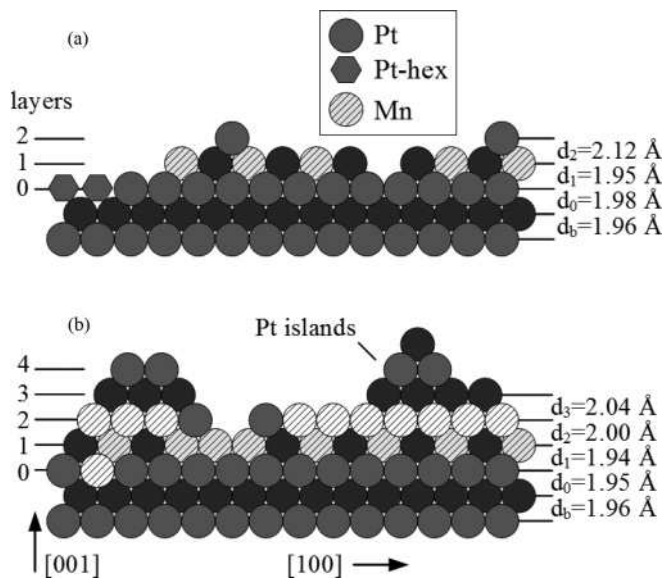 (a)
Pt
Pt-hex
Mn
layers
2
1
0
d₂=2.12 Å
d₁=1.95 Å
d₀=1.98 Å
d_b=1.96 Å
(b)
Pt islands
4
3
2
1
0
d₃=2.04 Å
d₂=2.00 Å
d₁=1.94 Å
d₀=1.95 Å
d_b=1.96 Å
[001]
[100]